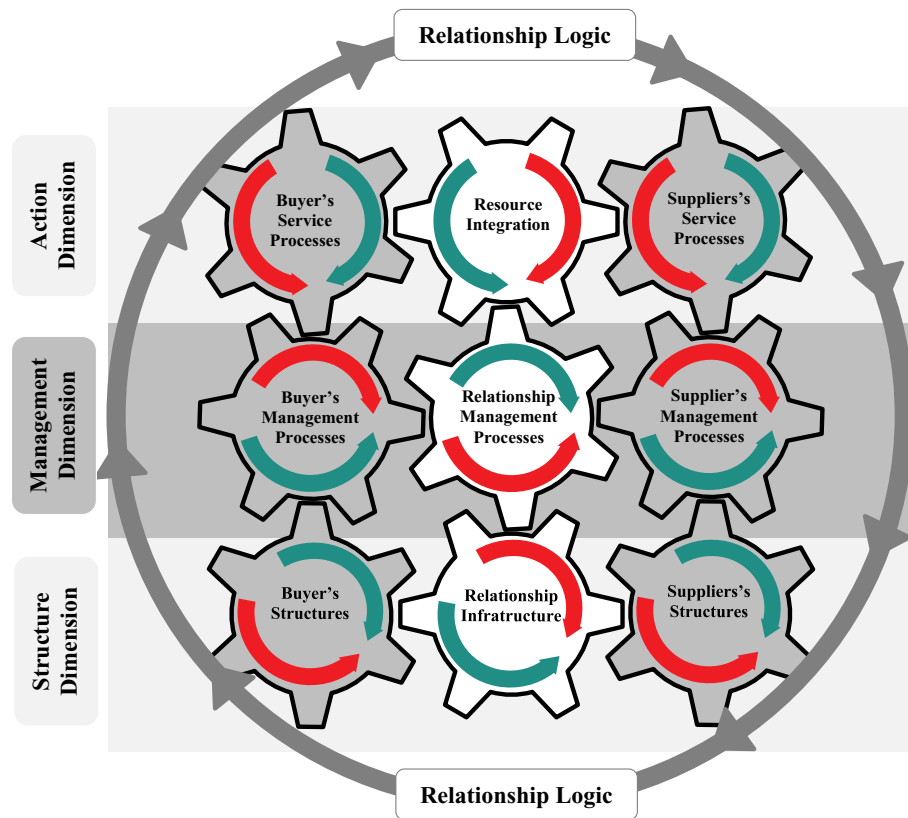 Relationship Logic
Action
Dimension
Buyer's
Service
Processes
Resource
Integration
Suppliers's
Service
Processes
Management
Dimension
Buyer's
Management
Processes
Relationship
Management
Processes
Supplier's
Management
Processes
Structure
Dimension
Buyer's
Structures
Relationship
Infratructure
Suppliers's
Structures
Relationship Logic